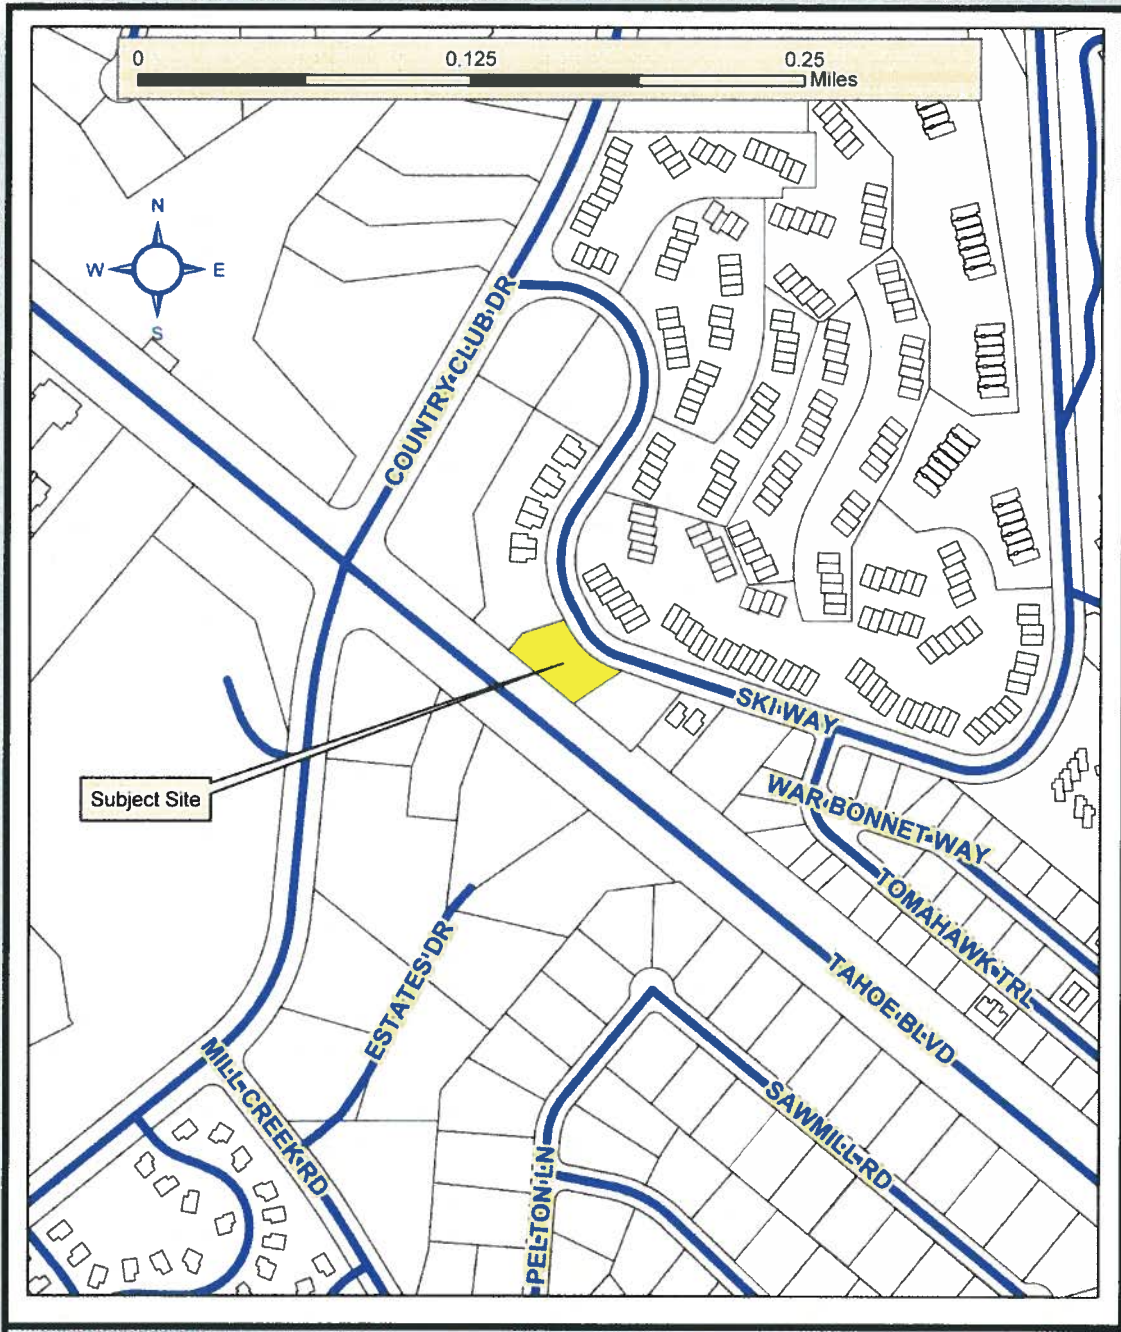 0 0.125 0.25
Miles
N
W E
S
COUNTRY CLUB DR
SKI WAY
Subject Site
WAR BONNET WAY
TOMAHAWK TRL
ESTATES DR
TAHOE BLVD
MILL CREEK RD
SAWMILL RD
PELTON LN